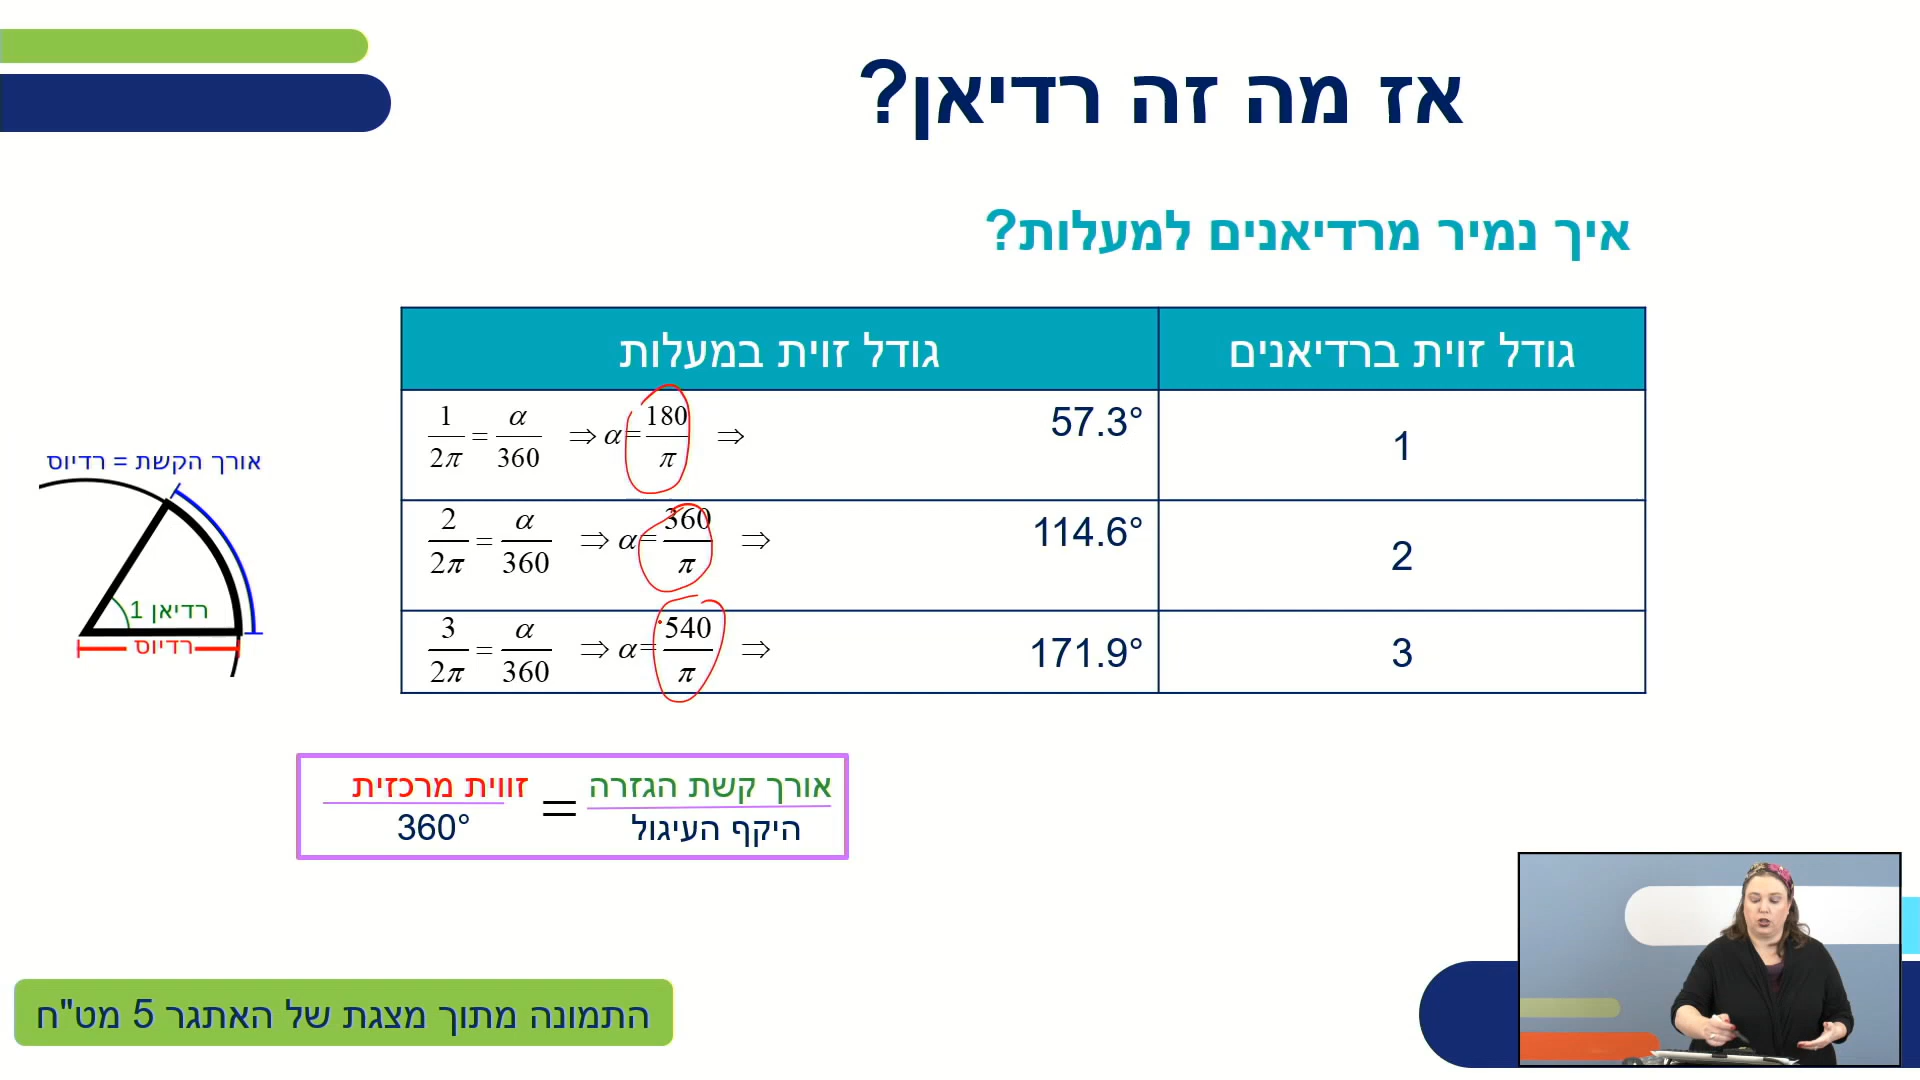 אז מה זה רדיאן?
איך נמיר מרדיאנים למעלות?
גודל זוית ברדיאנים | גודל זוית במעלות
1 | 1/2π = α/360 ⇒ α = 180/π ⇒ 57.3°
2 | 2/2π = α/360 ⇒ α = 360/π ⇒ 114.6°
3 | 3/2π = α/360 ⇒ α = 540/π ⇒ 171.9°
אורך הקשת = רדיוס
1 רדיאן
רדיוס
אורך קשת הגזרה = זווית מרכזית
היקף העיגול 360°
התמונה מתוך מצגת של האתגר 5 מט"ח